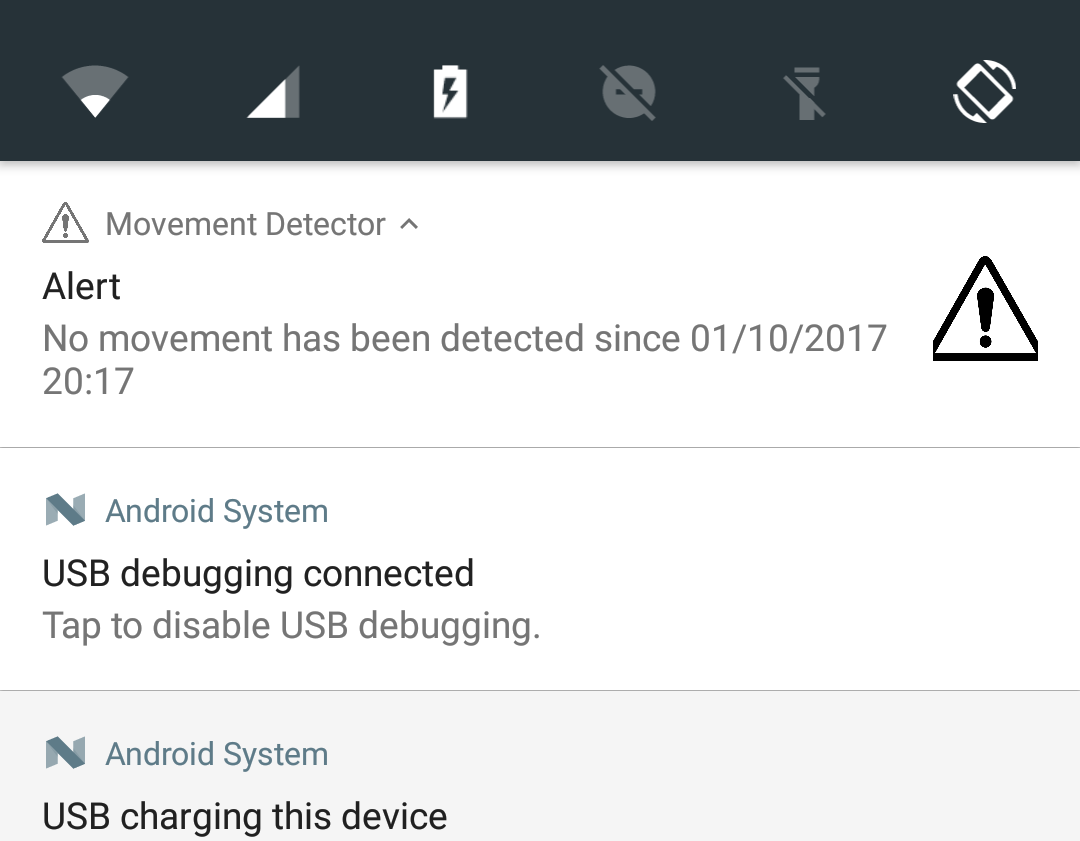 Movement Detector
Alert
No movement has been detected since 01/10/2017
20:17
Android System
USB debugging connected
Tap to disable USB debugging.
Android System
USB charging this device